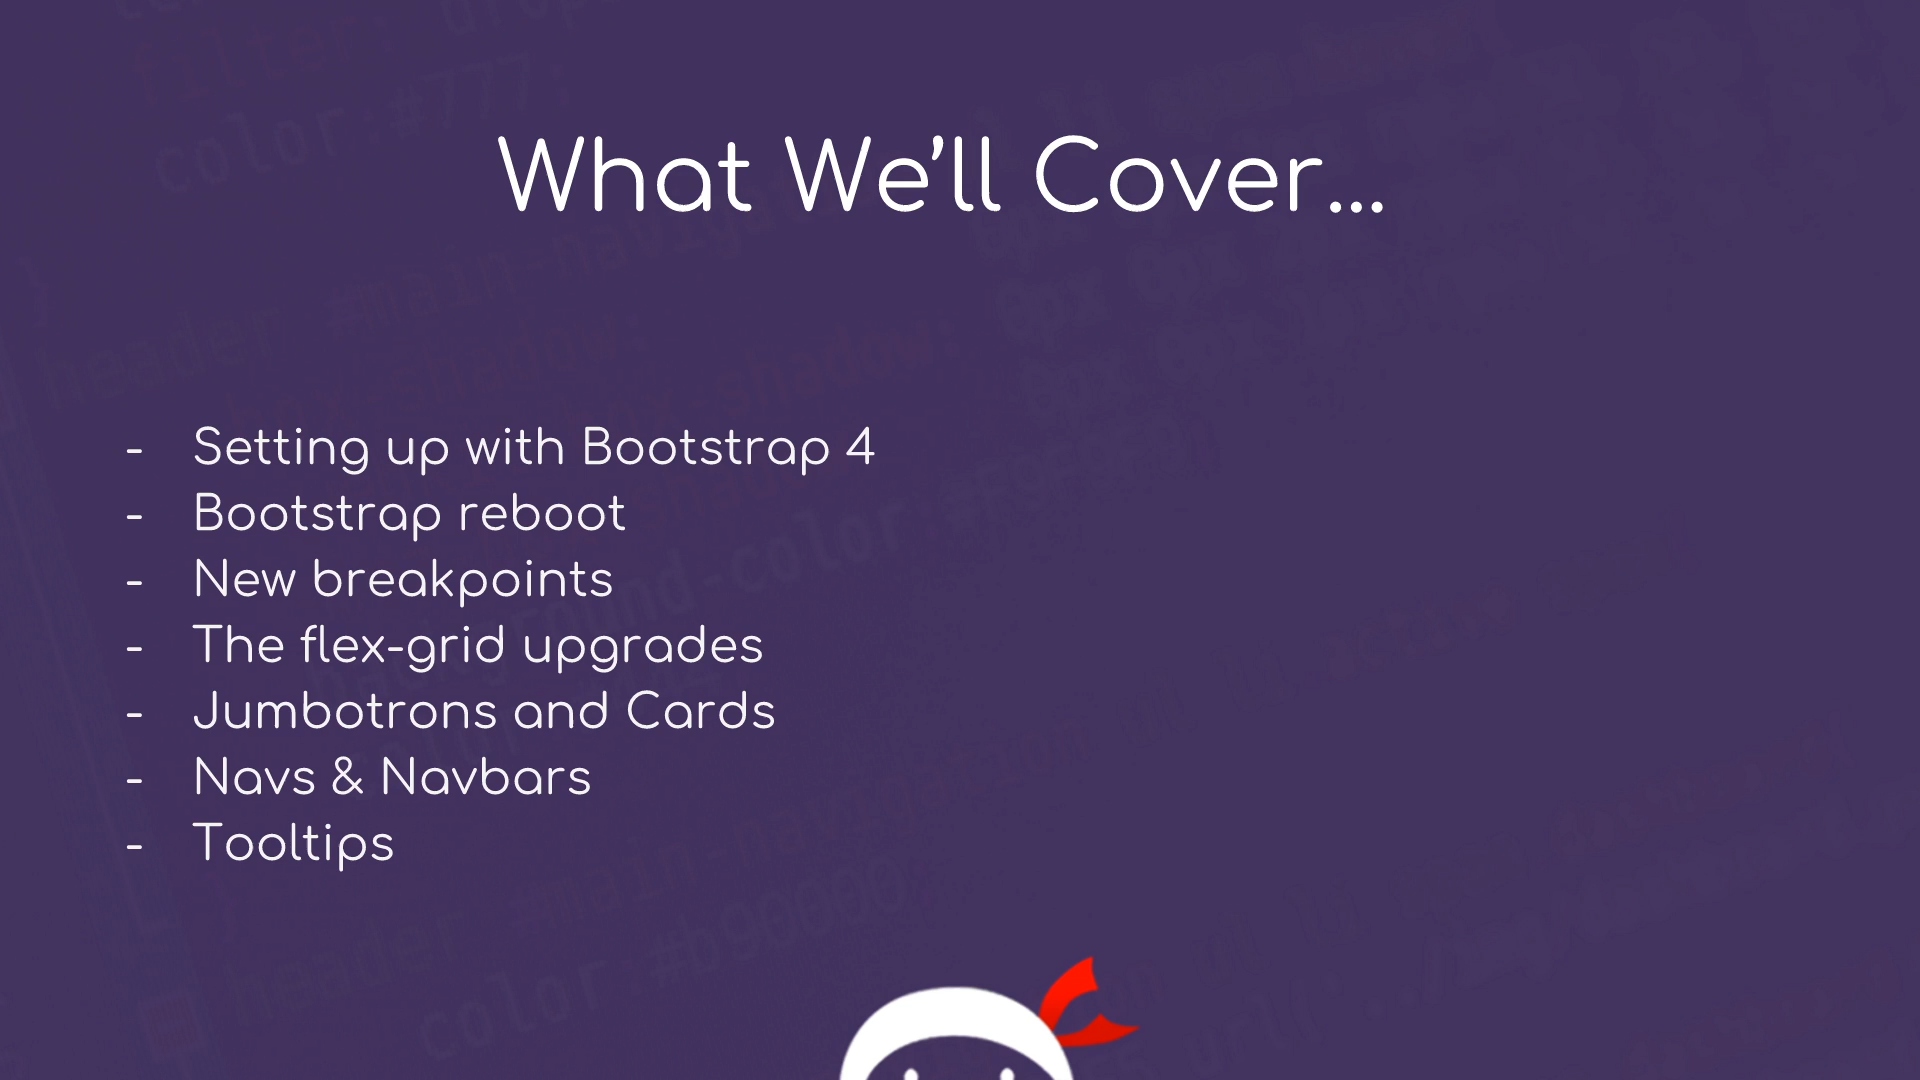 What We’ll Cover...
- Setting up with Bootstrap 4
- Bootstrap reboot
- New breakpoints
- The flex-grid upgrades
- Jumbotrons and Cards
- Navs & Navbars
- Tooltips